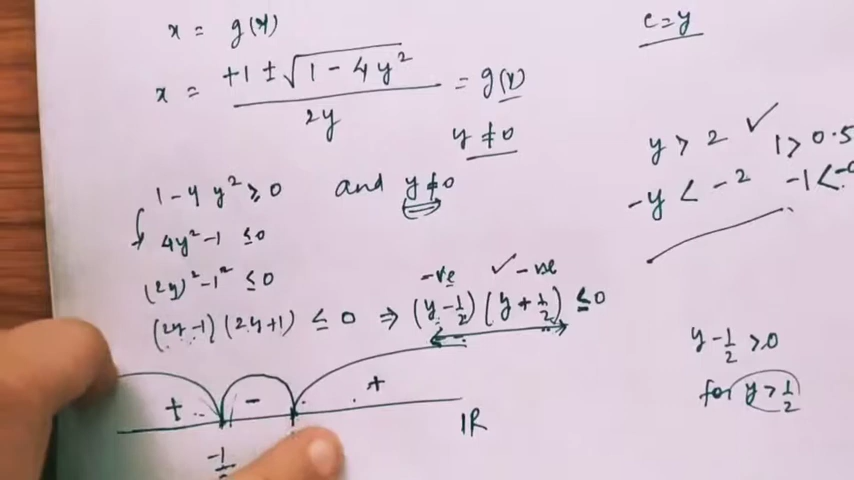 x = g(y)
x = +1 ± √(1 - 4y²) / 2y = g(y)
y ≠ 0
1 - 4y² ≥ 0 and y ≠ 0
4y² - 1 ≤ 0
(2y)² - 1² ≤ 0
-ve ✓ -ve
(2y-1)(2y+1) ≤ 0 ⇒ (y - 1/2)(y + 1/2) ≤ 0
+ - +
IR
c = y
y > 2 ✓ 1 > 0.5
-y < -2 -1 <
y - 1/2 > 0
for y > 1/2